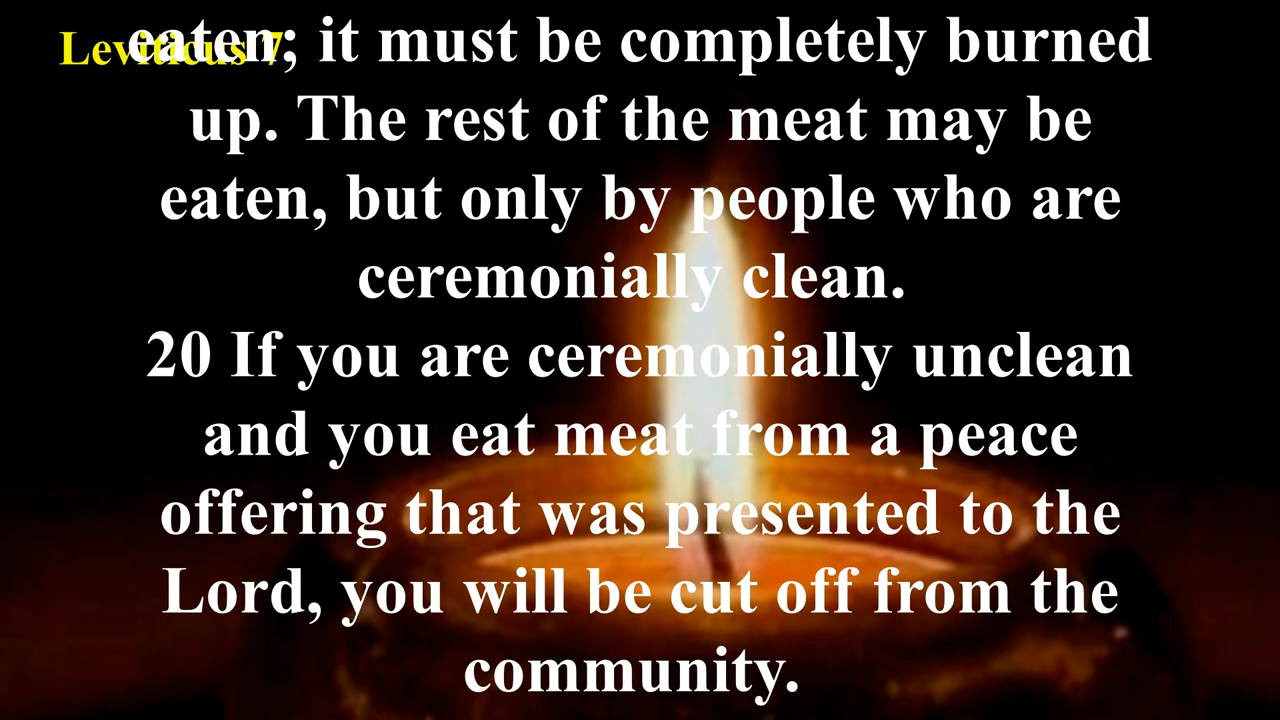 Leviticus 7
eaten; it must be completely burned
up. The rest of the meat may be
eaten, but only by people who are
ceremonially clean.
20 If you are ceremonially unclean
and you eat meat from a peace
offering that was presented to the
Lord, you will be cut off from the
community.